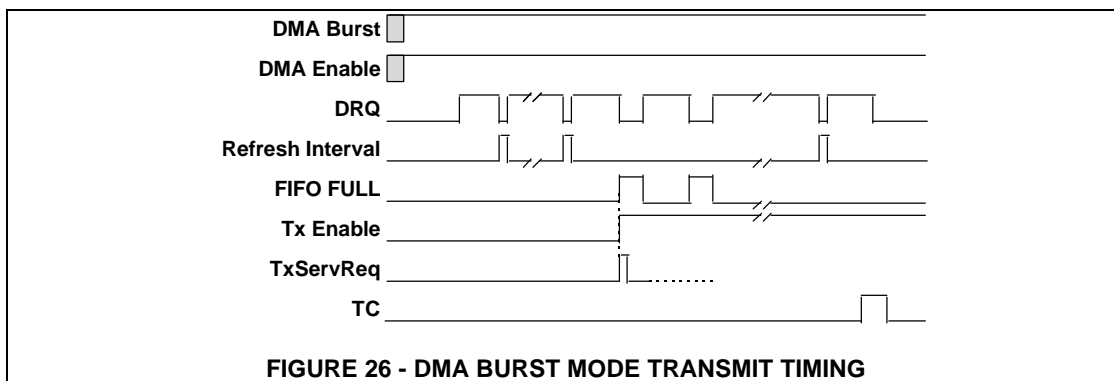 DMA Burst
DMA Enable
DRQ
Refresh Interval
FIFO FULL
Tx Enable
TxServReq
TC
FIGURE 26 - DMA BURST MODE TRANSMIT TIMING